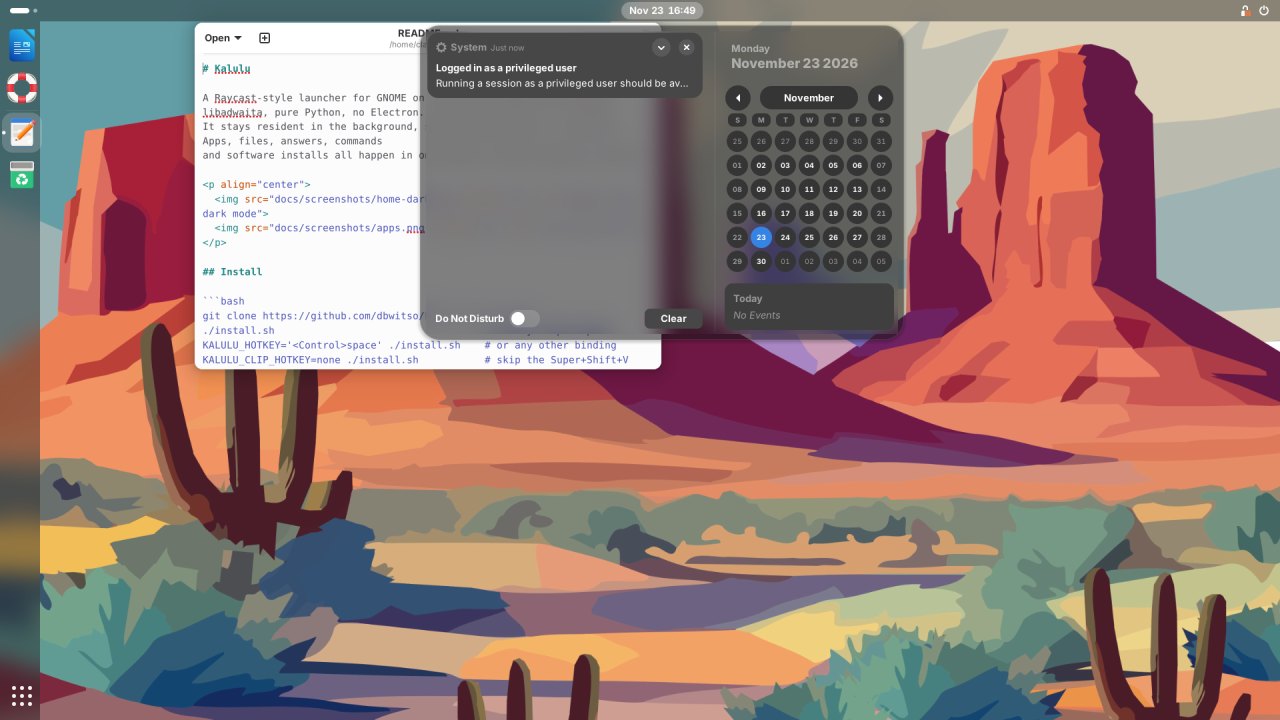 Nov 23 16:49
Open
/home/
# Kalulu
A Raycast-style launcher for GNOME on
libadwaita, pure Python, no Electron.
It stays resident in the background,
Apps, files, answers, commands
and software installs all happen in
<p align="center">
<img src="docs/screenshots/home-dar
dark mode">
<img src="docs/screenshots/apps.png
</p>
## Install
```bash
git clone https://github.com/dbwitso/
./install.sh
KALULU_HOTKEY='<Control>space' ./install.sh # or any other binding
KALULU_CLIP_HOTKEY=none ./install.sh # skip the Super+Shift+V
System Just now
Logged in as a privileged user
Running a session as a privileged user should be av...
Do Not Disturb
Clear
Monday
November 23 2026
November
S M T W T F S
25 26 27 28 29 30 31
01 02 03 04 05 06 07
08 09 10 11 12 13 14
15 16 17 18 19 20 21
22 23 24 25 26 27 28
29 30 01 02 03 04 05
Today
No Events